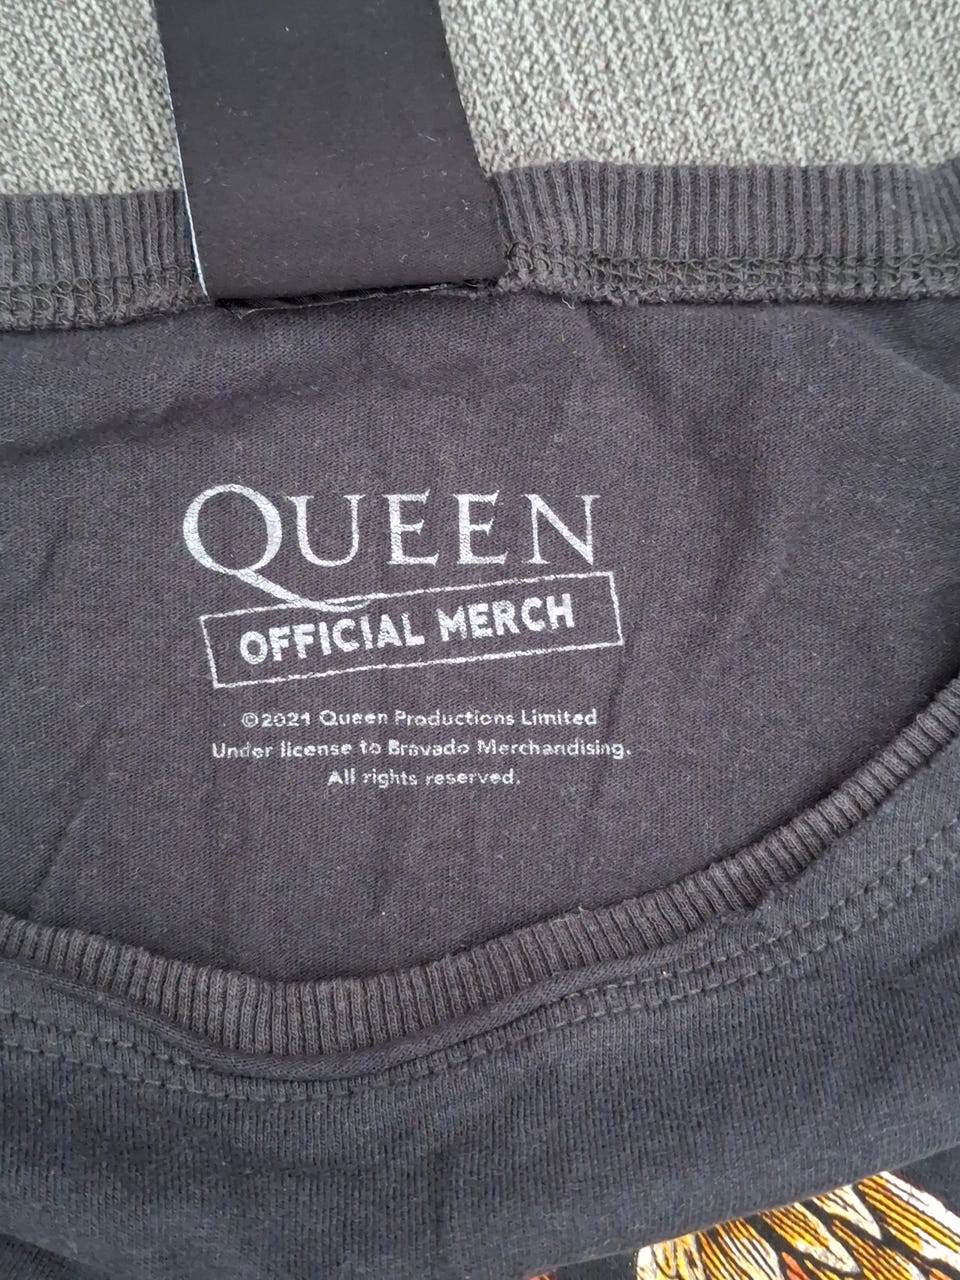 QUEEN
OFFICIAL MERCH
©2021 Queen Productions Limited
Under license to Bravado Merchandising.
All rights reserved.